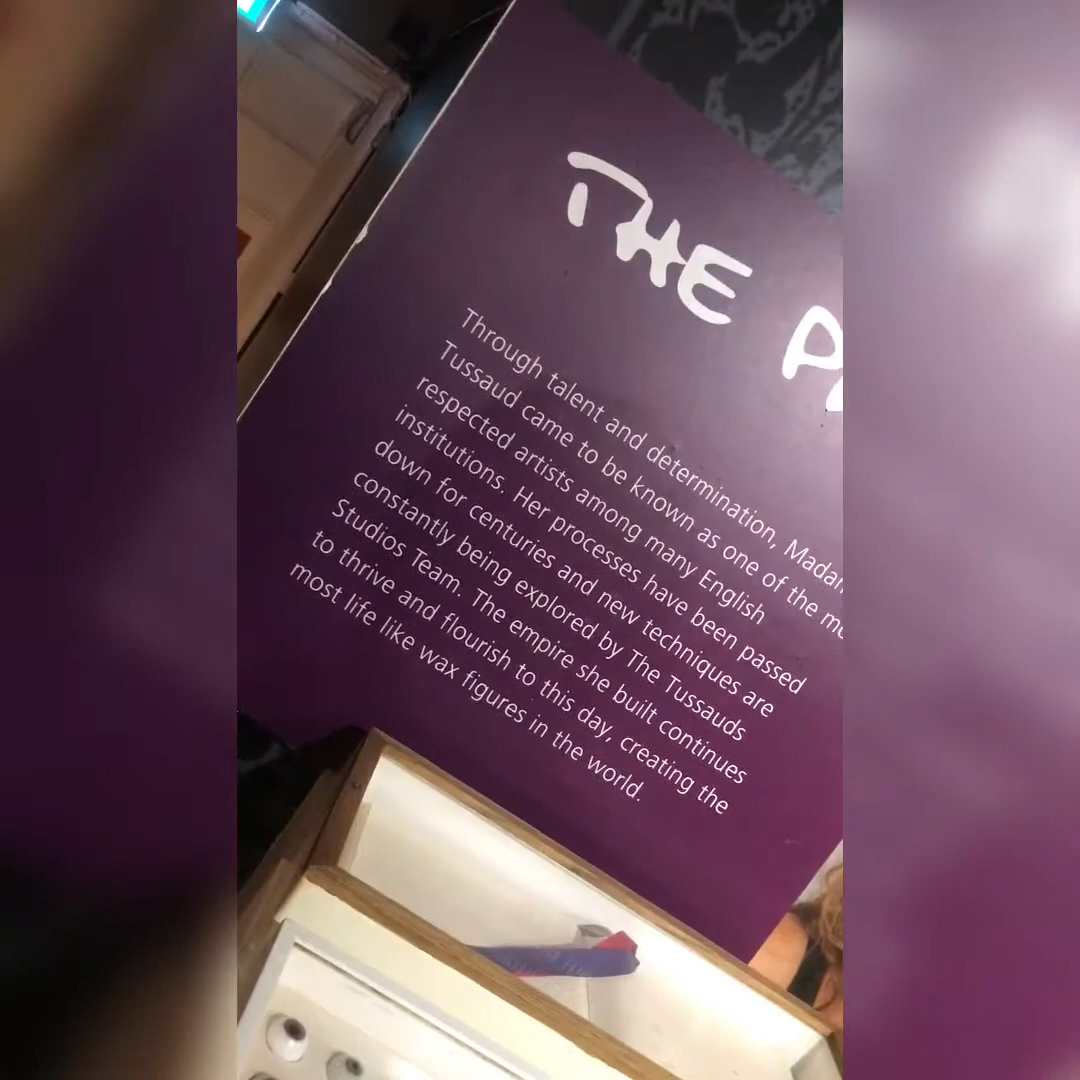 THE
Through talent and determination,
Tussaud came to be known as one of the
respected artists among many English
institutions. Her processes have been passed
down for centuries and new techniques are
constantly being explored by The Tussauds
Studios Team. The empire she built continues
to thrive and flourish to this day, creating the
most life like wax figures in the world.